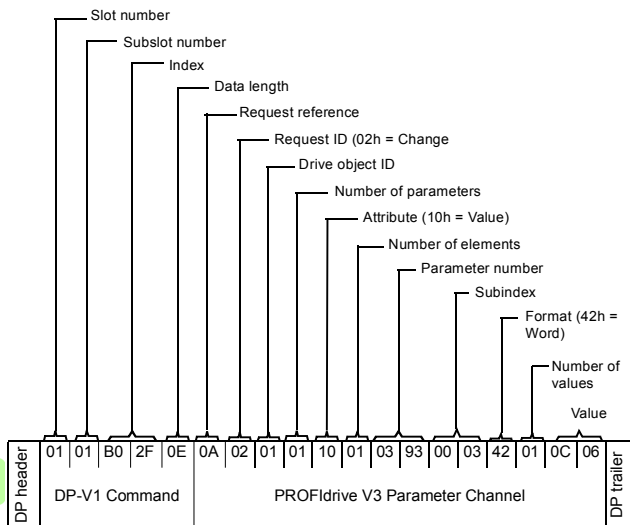 Slot number
Subslot number
Index
Data length
Request reference
Request ID (02h = Change
Drive object ID
Number of parameters
Attribute (10h = Value)
Number of elements
Parameter number
Subindex
Format (42h =
Word)
Number of
values
Value
DP header
01 01 B0 2F 0E 0A 02 01 01 10 01 03 93 00 03 42 01 0C 06
DP trailer
DP-V1 Command
PROFIdrive V3 Parameter Channel